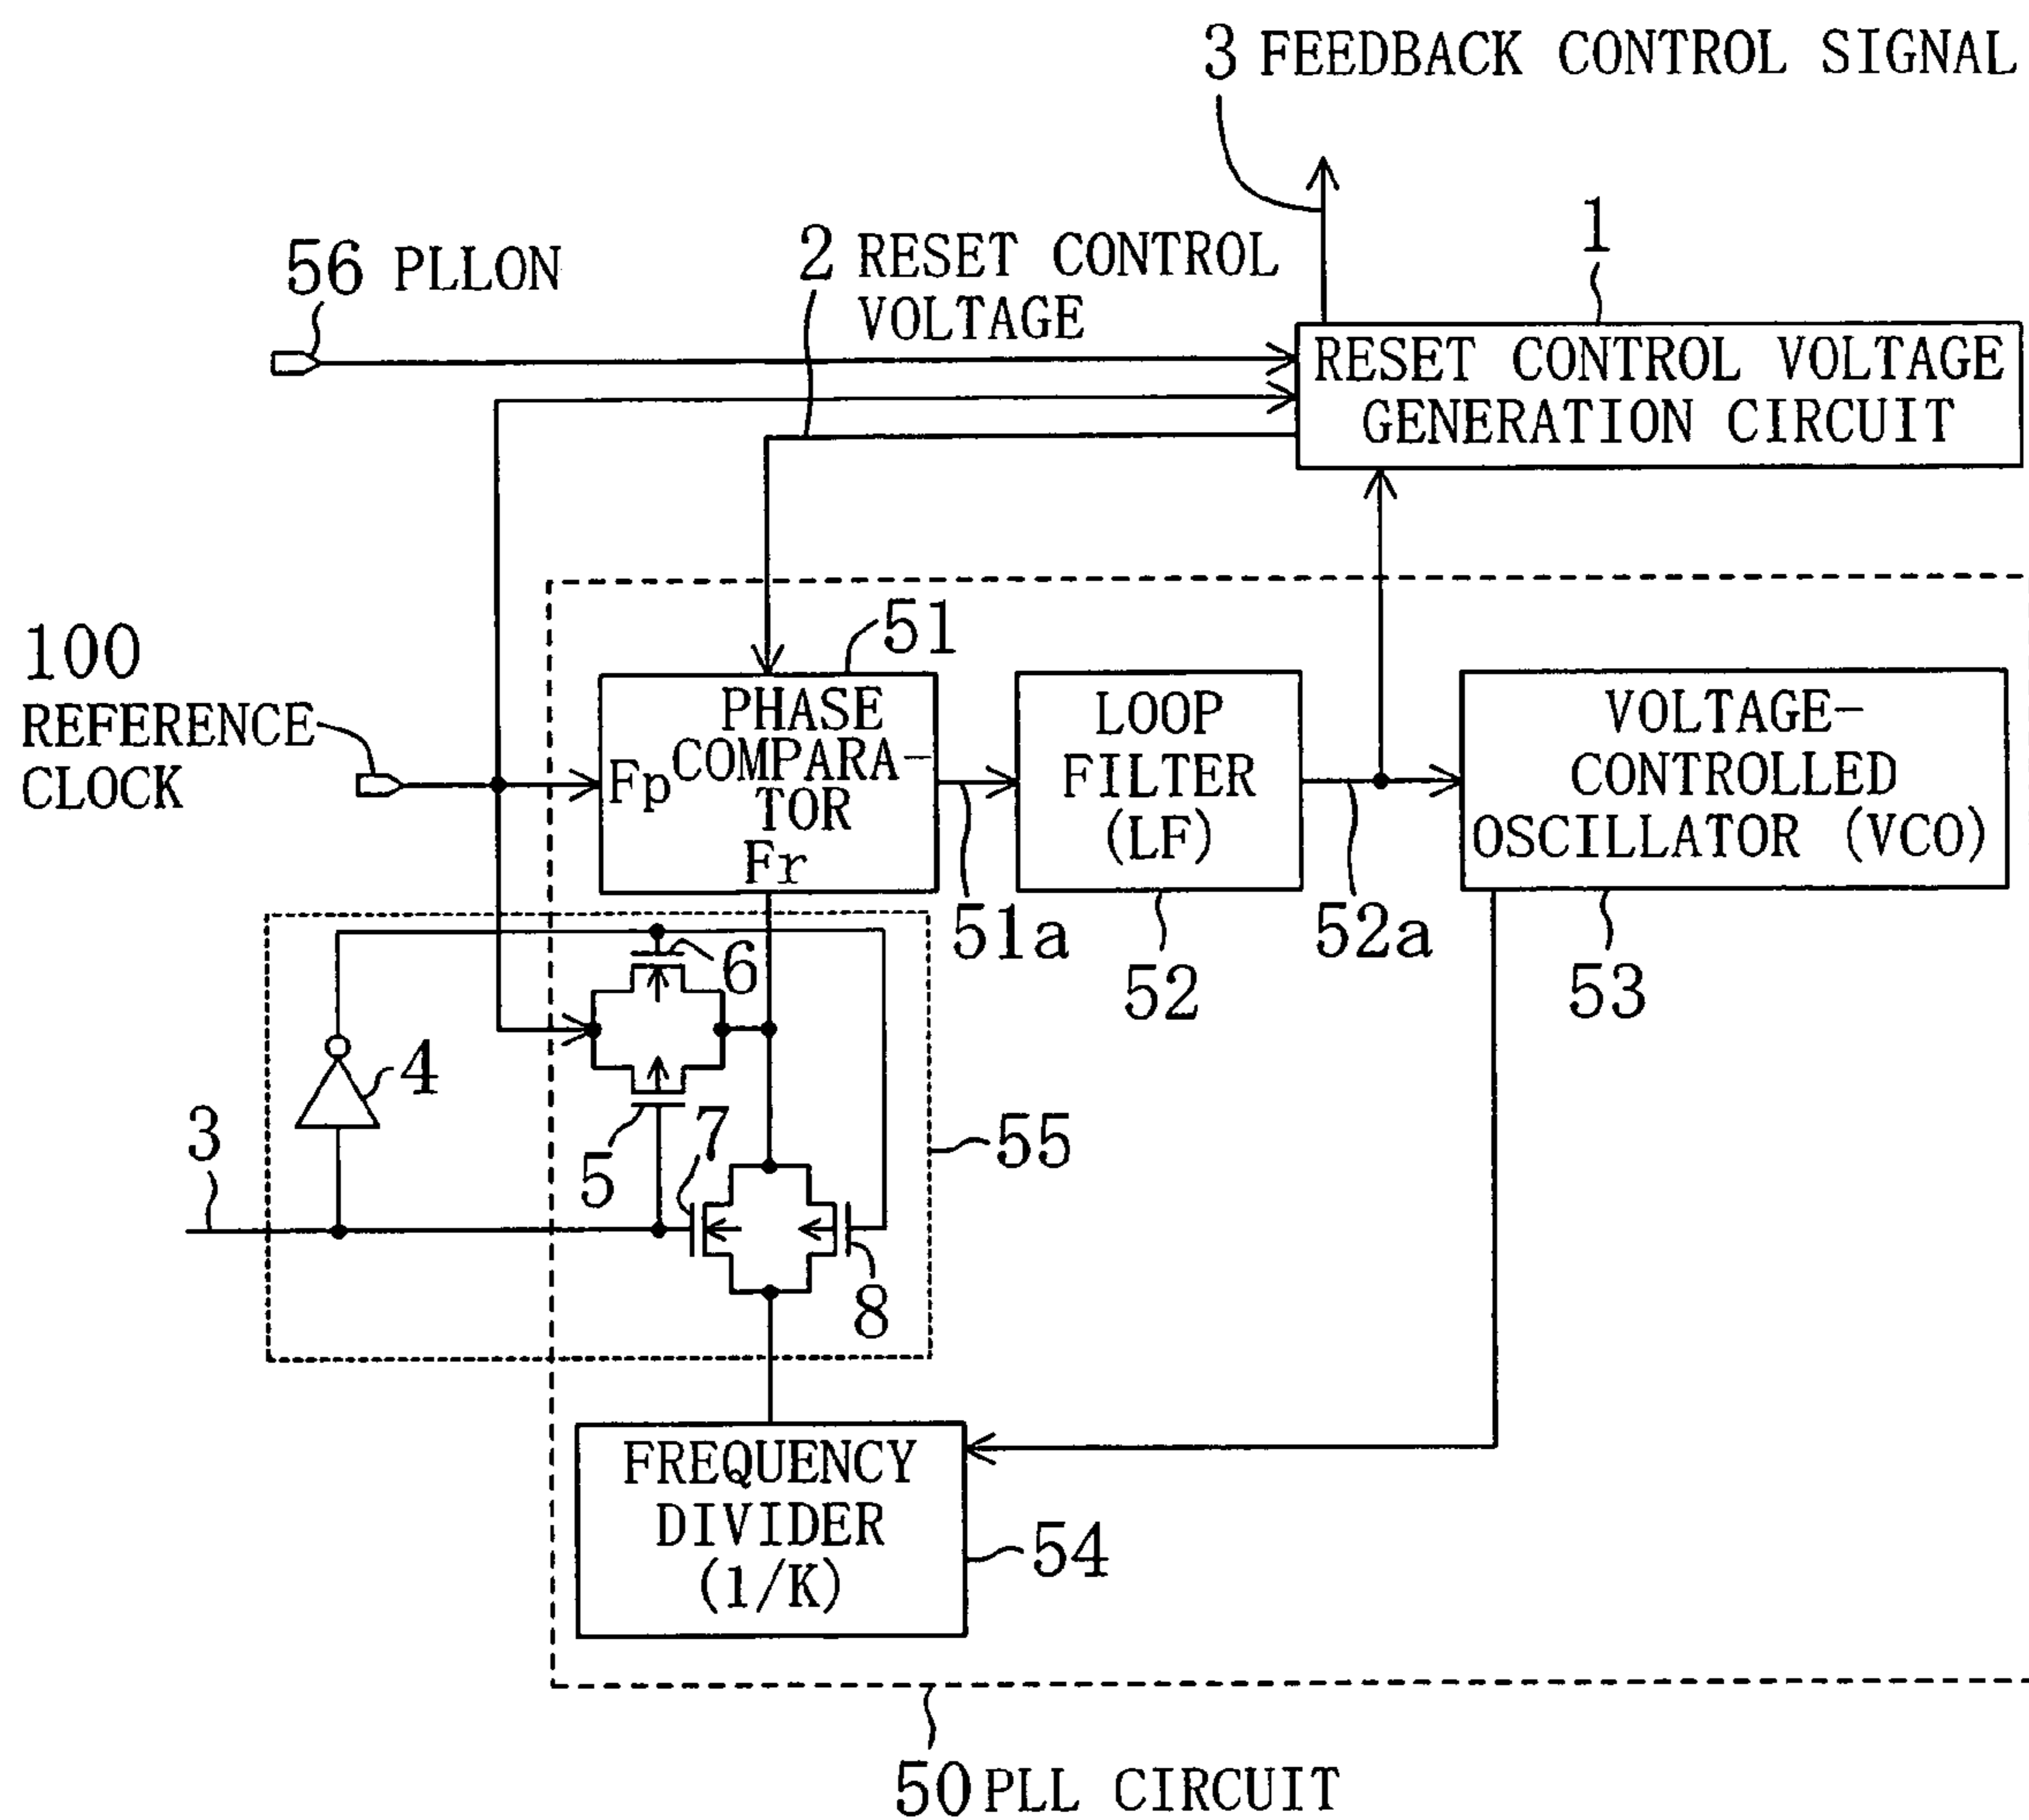 3 FEEDBACK CONTROL SIGNAL
1
2 RESET CONTROL
VOLTAGE
56 PLLON
RESET CONTROL VOLTAGE
GENERATION CIRCUIT
51
100
REFERENCE
CLOCK
Fp
PHASE
COMPARA-
TOR
Fr
LOOP
FILTER
(LF)
VOLTAGE-
CONTROLLED
OSCILLATOR (VCO)
51a
52
52a
53
6
4
5
7
3
8
55
FREQUENCY
DIVIDER
(1/K)
54
50 PLL CIRCUIT